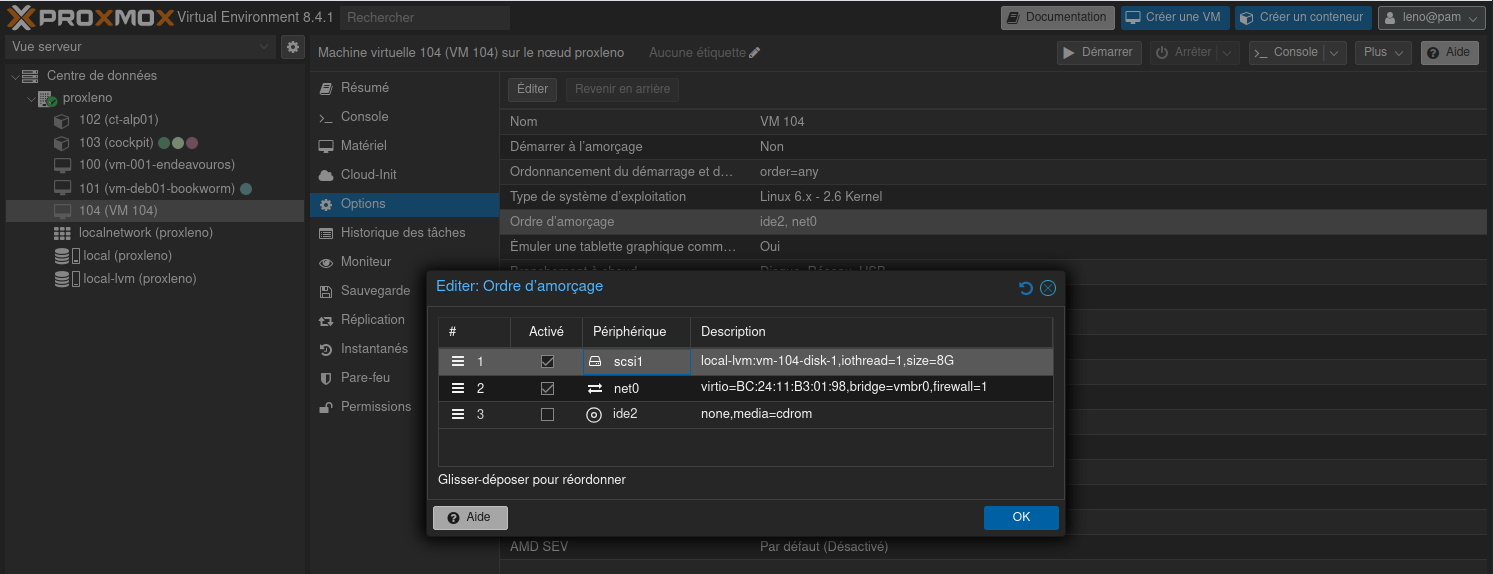 PROXMOX Virtual Environment 8.4.1 Rechercher Documentation Créer une VM Créer un conteneur leno@pam
Vue serveur
Machine virtuelle 104 (VM 104) sur le nœud proxleno Aucune étiquette Démarrer Arrêter Console Plus Aide
Centre de données
proxleno
102 (ct-alp01)
103 (cockpit)
100 (vm-001-endeavouros)
101 (vm-deb01-bookworm)
104 (VM 104)
localnetwork (proxleno)
local (proxleno)
local-lvm (proxleno)
Résumé
Console
Matériel
Cloud-Init
Options
Historique des tâches
Moniteur
Sauvegarde
Réplication
Instantanés
Pare-feu
Permissions
Éditer Revenir en arrière
Nom VM 104
Démarrer à l'amorçage Non
Ordonnancement du démarrage et d… order=any
Type de système d'exploitation Linux 6.x - 2.6 Kernel
Ordre d'amorçage ide2, net0
Émuler une tablette graphique comm… Oui
Branchement à chaud Disque, Réseau, USB
Editer: Ordre d'amorçage
# Activé Périphérique Description
1 scsi1 local-lvm:vm-104-disk-1,iothread=1,size=8G
2 net0 virtio=BC:24:11:B3:01:98,bridge=vmbr0,firewall=1
3 ide2 none,media=cdrom
Glisser-déposer pour réordonner
Aide OK
AMD SEV Par défaut (Désactivé)